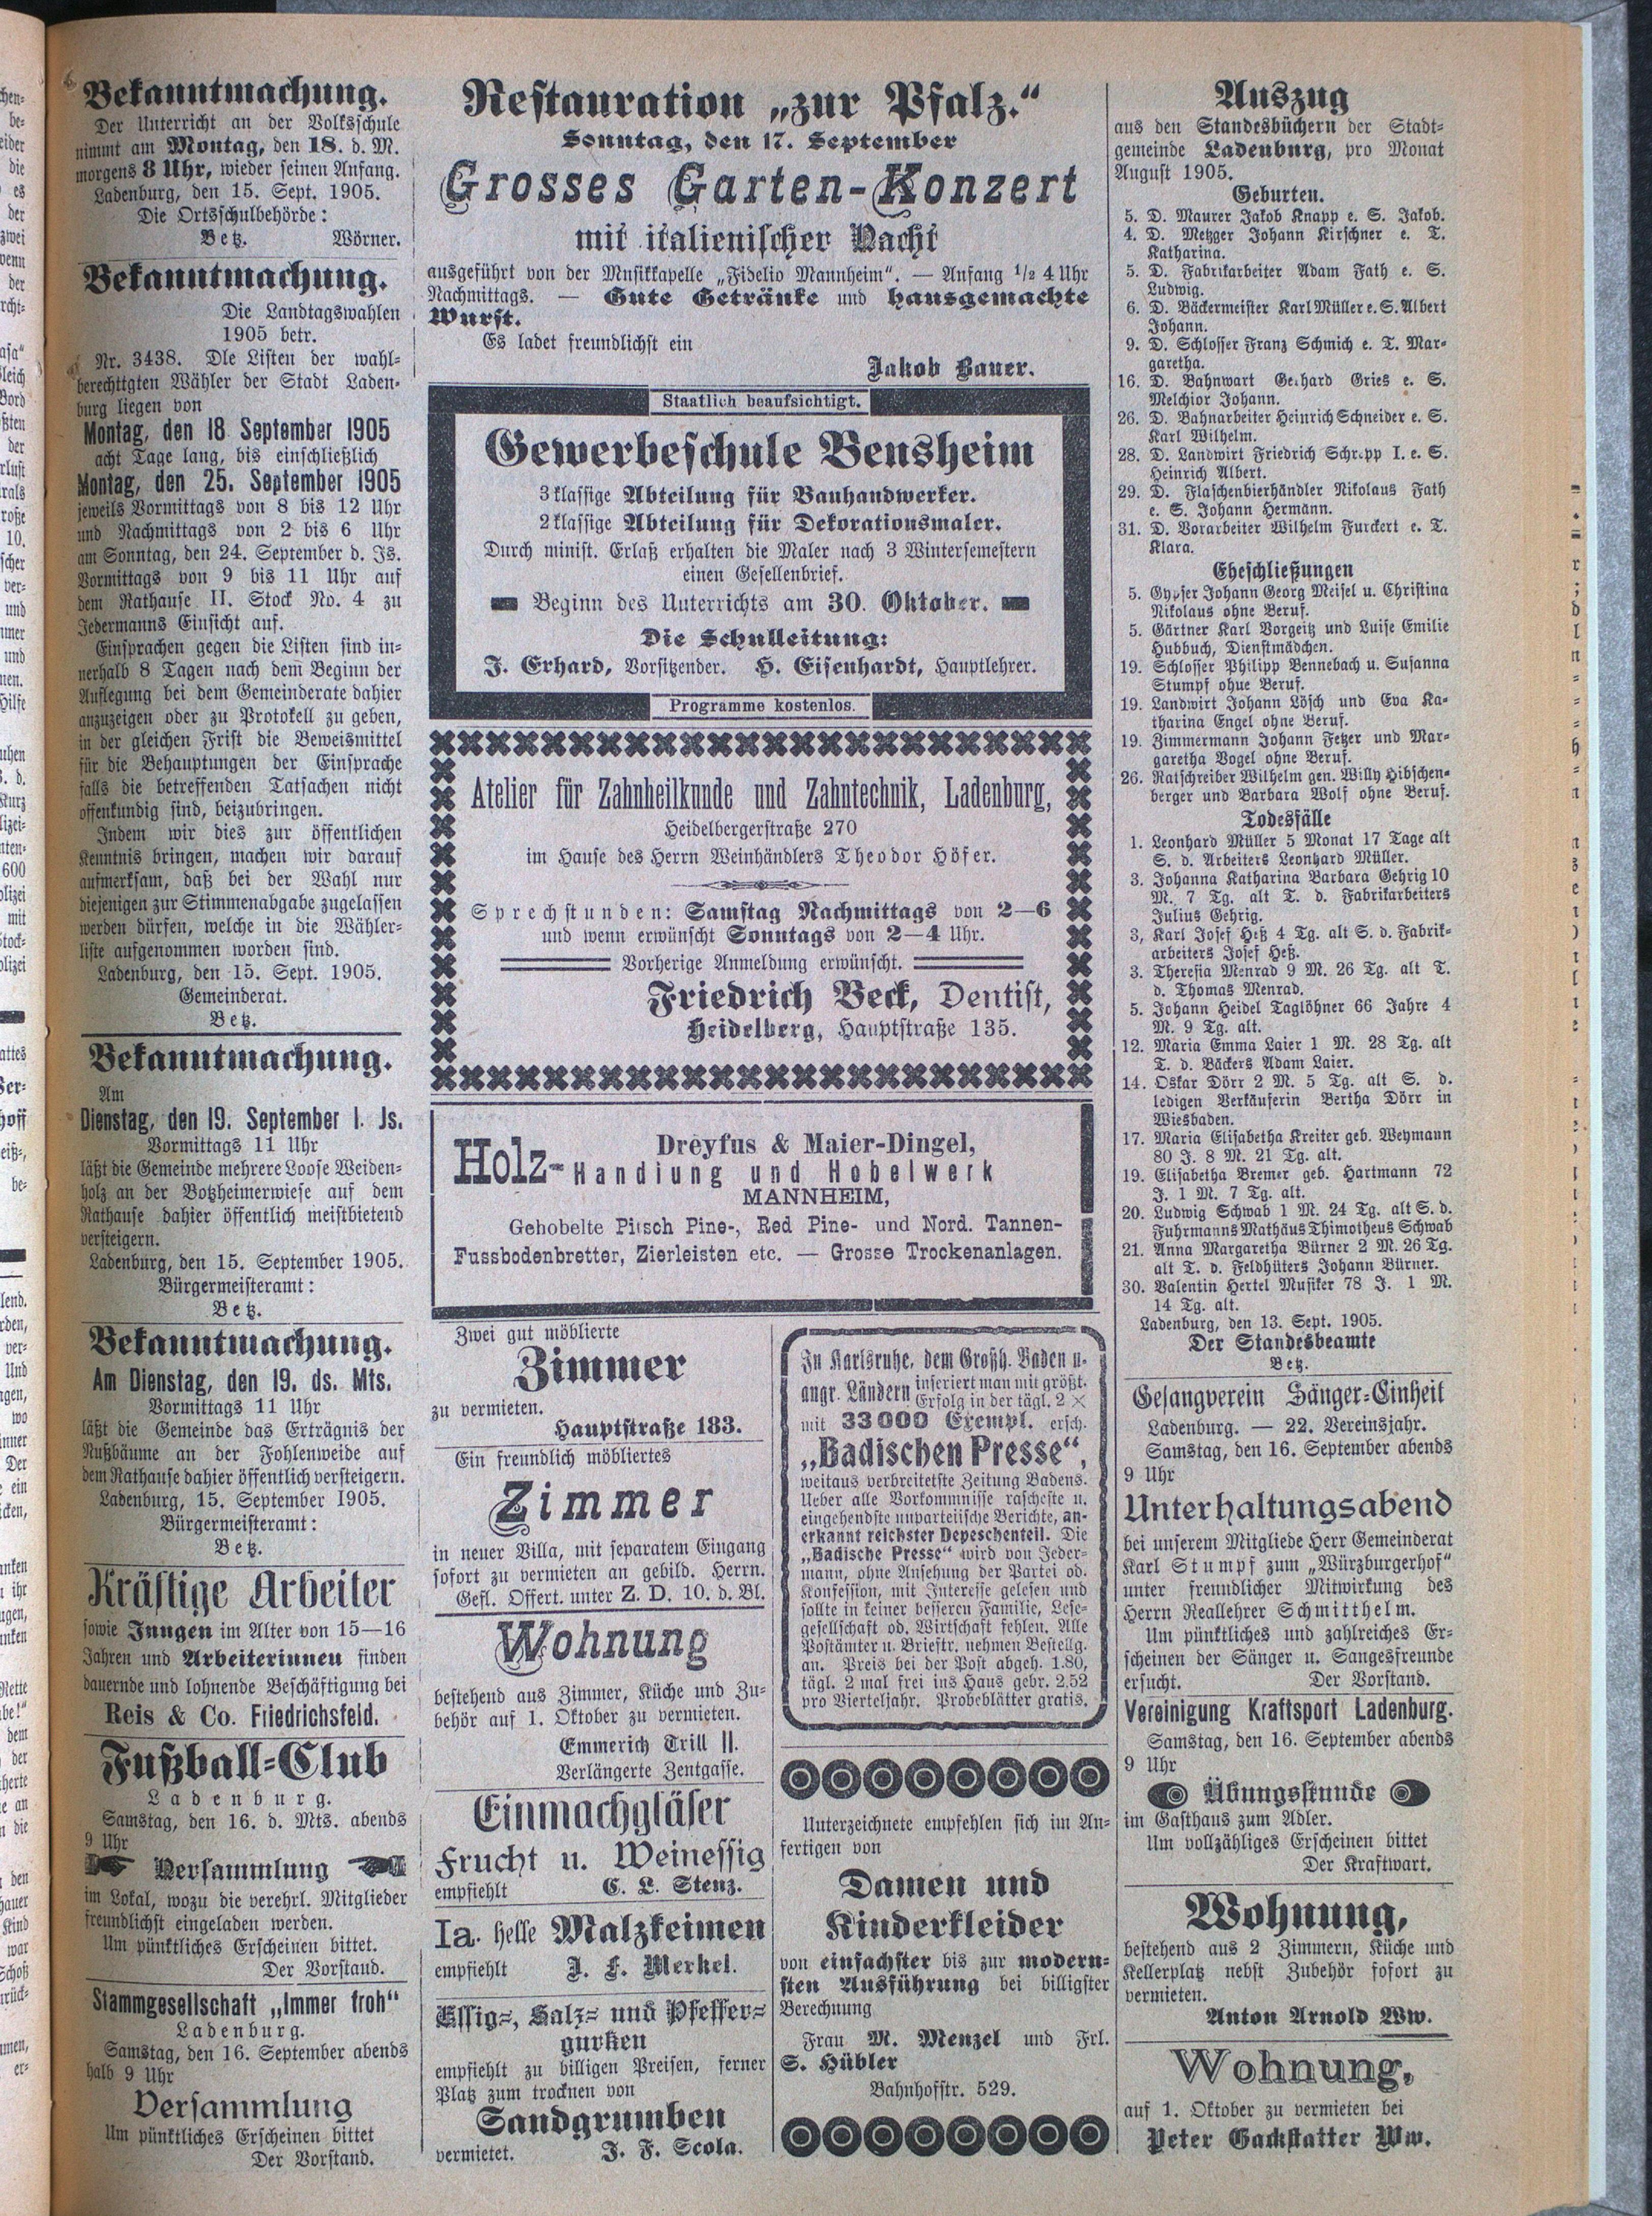 Bekanntmachung.
Der Unterricht an der Volksschule
nimmt am Montag, den 18. d. M.
morgens 8 Uhr, wieder seinen Anfang.
Ladenburg, den 15. Sept. 1905.
Die Ortsschulbehörde:
Betz. Wörner.
Bekanntmachung.
Die Landtagswahlen
1905 betr.
Nr. 3438. Dle Listen der wahl-
berechttgten Wähler der Stadt Laden-
burg liegen von
Montag, den 18 September 1905
acht Tage lang, bis einschließlich
Montag, den 25. September 1905
jeweils Vormittags von 8 bis 12 Uhr
und Nachmittags von 2 bis 6 Uhr
am Sonntag, den 24. September d. Js.
Vormittags von 9 bis 11 Uhr auf
dem Rathause II. Stock No. 4 zu
Jedermanns Einsicht auf.
Einsprachen gegen die Listen sind in-
nerhalb 8 Tagen nach dem Beginn der
Auflegung bei dem Gemeinderate dahier
anzuzeigen oder zu Protokoll zu geben,
in der gleichen Frist die Beweismittel
für die Behauptungen der Einsprache
falls die betreffenden Tatsachen nicht
offenkundig sind, beizubringen.
Indem wir dies zur öffentlichen
Kenntnis bringen, machen wir darauf
aufmerksam, daß bei der Wahl nur
diejenigen zur Stimmenabgabe zugelassen
werden dürfen, welche in die Wähler-
liste aufgenommen worden sind.
Ladenburg, den 15. Sept. 1905.
Gemeinderat.
Betz.
Bekanntmachung.
Am
Dienstag, den 19. September l. Js.
Vormittags 11 Uhr
läßt die Gemeinde mehrere Loose Weiden-
holz an der Botzheimerwiese auf dem
Rathause dahier öffentlich meistbietend
versteigern.
Ladenburg, den 15. September 1905.
Bürgermeisteramt:
Betz.
Bekanntmachung.
Am Dienstag, den 19. ds. Mts.
Vormittags 11 Uhr
läßt die Gemeinde das Erträgnis der
Nußbäume an der Fohlenweide auf
dem Rathause dahier öffentlich versteigern.
Ladenburg, 15. September 1905.
Bürgermeisteramt:
Betz.
Kräftige Arbeiter
sowie Jungen im Alter von 15—16
Jahren und Arbeiterinnen finden
dauernde und lohnende Beschäftigung bei
Reis & Co. Friedrichsfeld.
Fußball-Club
Ladenburg.
Samstag, den 16. d. Mts. abends
9 Uhr
Versammlung
im Lokal, wozu die verehrl. Mitglieder
freundlichst eingeladen werden.
Um pünktliches Erscheinen bittet.
Der Vorstand.
Stammgesellschaft „Immer froh“
Ladenburg.
Samstag, den 16. September abends
halb 9 Uhr
Versammlung
Um pünktliches Erscheinen bittet
Der Vorstand.
Restauration „zur Pfalz.“
Sonntag, den 17. September
Grosses Garten-Konzert
mit italienischer Nacht
ausgeführt von der Musikkapelle „Fidelio Mannheim“. — Anfang 1/2 4 Uhr
Nachmittags. — Gute Getränke und hausgemachte
Wurst.
Es ladet freundlichst ein
Jakob Bauer.
Staatlich beaufsichtigt.
Gewerbeschule Bensheim
3 klassige Abteilung für Bauhandwerker.
2 klassige Abteilung für Dekorationsmaler.
Durch minist. Erlaß erhalten die Maler nach 3 Wintersemestern
einen Gesellenbrief.
Beginn des Unterrichts am 30. Oktober.
Die Schulleitung:
J. Erhard, Vorsitzender. H. Eisenhardt, Hauptlehrer.
Programme kostenlos.
Atelier für Zahnheilkunde und Zahntechnik, Ladenburg,
Heidelbergerstraße 270
im Hause des Herrn Weinhändlers Theodor Höfer.
Sprechstunden: Samstag Nachmittags von 2—6
und wenn erwünscht Sonntags von 2—4 Uhr.
Vorherige Anmeldung erwünscht.
Friedrich Beck, Dentist,
Heidelberg, Hauptstraße 135.
Dreyfus & Maier-Dingel,
Holz-Handlung und Hobelwerk
MANNHEIM,
Gehobelte Pitsch Pine-, Red Pine- und Nord. Tannen-
Fussbodenbretter, Zierleisten etc. — Grosse Trockenanlagen.
Zwei gut möblierte
Zimmer
zu vermieten.
Hauptstraße 183.
Ein freundlich möbliertes
Zimmer
in neuer Villa, mit separatem Eingang
sofort zu vermieten an gebild. Herrn.
Gefl. Offert. unter Z. D. 10. d. Bl.
Wohnung
bestehend aus Zimmer, Küche und Zu-
behör auf 1. Oktober zu vermieten.
Emmerich Trill II.
Verlängerte Zentgasse.
Einmachgläser
Frucht u. Weinessig
empfiehlt C. L. Stenz.
Ia. helle Malzkeimen
empfiehlt J. F. Merkel.
Essig-, Salz- und Pfeffer-
gurken
empfiehlt zu billigen Preisen, ferner
Platz zum trocknen von
Sandgrumben
vermietet. J. F. Scola.
In Karlsruhe, dem Großh. Baden u.
angr. Ländern inseriert man mit größt.
Erfolg in der tägl. 2 ×
mit 33000 Exempl. ersch.
„Badischen Presse“,
weitaus verbreitetste Zeitung Badens.
Ueber alle Vorkommnisse rascheste u.
eingehendste unparteiische Berichte, an-
erkannt reichster Depeschenteil. Die
„Badische Presse“ wird von Jeder-
mann, ohne Ansehung der Partei od.
Konfession, mit Interesse gelesen und
sollte in keiner besseren Familie, Lese-
gesellschaft od. Wirtschaft fehlen. Alle
Postämter u. Brieftr. nehmen Bestellg.
an. Preis bei der Post abgeh. 1.80,
tägl. 2 mal frei ins Haus gebr. 2.52
pro Vierteljahr. Probeblätter gratis.
Unterzeichnete empfehlen sich im An-
fertigen von
Damen und
Kinderkleider
von einfachster bis zur modern-
sten Ausführung bei billigster
Berechnung
Frau M. Menzel und Frl.
S. Hübler
Bahnhofstr. 529.
Auszug
aus den Standesbüchern der Stadt-
gemeinde Ladenburg, pro Monat
August 1905.
Geburten.
5. D. Maurer Jakob Knapp e. S. Jakob.
4. D. Metzger Johann Kirschner e. T.
Katharina.
5. D. Fabrikarbeiter Adam Fath e. S.
Ludwig.
6. D. Bäckermeister Karl Müller e. S. Albert
Johann.
9. D. Schlosser Franz Schmich e. T. Mar-
garetha.
16. D. Bahnwart Gerhard Gries e. S.
Melchior Johann.
26. D. Bahnarbeiter Heinrich Schneider e. S.
Karl Wilhelm.
28. D. Landwirt Friedrich Schrepp I. e. S.
Heinrich Albert.
29. D. Flaschenbierhändler Nikolaus Fath
e. S. Johann Hermann.
31. D. Vorarbeiter Wilhelm Furckert e. T.
Klara.
Eheschließungen
5. Gypser Johann Georg Meisel u. Christina
Nikolaus ohne Beruf.
5. Gärtner Karl Vorgeitz und Luise Emilie
Hubbuch, Dienstmädchen.
19. Schlosser Philipp Bennebach u. Susanna
Stumpf ohne Beruf.
19. Landwirt Johann Lösch und Eva Ka-
tharina Engel ohne Beruf.
19. Zimmermann Johann Fetzer und Mar-
garetha Vogel ohne Beruf.
26. Ratschreiber Wilhelm gen. Willy Hibschen-
berger und Barbara Wolf ohne Beruf.
Todesfälle
1. Leonhard Müller 5 Monat 17 Tage alt
S. d. Arbeiters Leonhard Müller.
3. Johanna Katharina Barbara Gehrig 10
M. 7 Tg. alt T. d. Fabrikarbeiters
Julius Gehrig.
3, Karl Josef Heß 4 Tg. alt S. d. Fabrik-
arbeiters Josef Heß.
3. Theresia Menrad 9 M. 26 Tg. alt T.
d. Thomas Menrad.
5. Johann Heidel Taglöhner 66 Jahre 4
M. 9 Tg. alt.
12. Maria Emma Laier 1 M. 28 Tg. alt
T. d. Bäckers Adam Laier.
14. Oskar Dörr 2 M. 5 Tg. alt S. d.
ledigen Verkäuferin Bertha Dörr in
Wiesbaden.
17. Maria Elisabetha Kreiter geb. Weymann
80 J. 8 M. 21 Tg. alt.
19. Elisabetha Bremer geb. Hartmann 72
J. 1 M. 7 Tg. alt.
20. Ludwig Schwab 1 M. 24 Tg. alt S. d.
Fuhrmanns Mathäus Thimotheus Schwab
21. Anna Margaretha Bürner 2 M. 26 Tg.
alt T. d. Feldhüters Johann Bürner.
30. Valentin Hertel Musiker 78 J. 1 M.
14 Tg. alt.
Ladenburg, den 13. Sept. 1905.
Der Standesbeamte
Betz.
Gesangverein Sänger-Einheit
Ladenburg. — 22. Vereinsjahr.
Samstag, den 16. September abends
9 Uhr
Unterhaltungsabend
bei unserem Mitgliede Herr Gemeinderat
Karl Stumpf zum „Würzburgerhof“
unter freundlicher Mitwirkung des
Herrn Reallehrer Schmitthelm.
Um pünktliches und zahlreiches Er-
scheinen der Sänger u. Sangesfreunde
ersucht. Der Vorstand.
Vereinigung Kraftsport Ladenburg.
Samstag, den 16. September abends
9 Uhr
Übungsstunde
im Gasthaus zum Adler.
Um vollzähliges Erscheinen bittet
Der Kraftwart.
Wohnung,
bestehend aus 2 Zimmern, Küche und
Kellerplatz nebst Zubehör sofort zu
vermieten.
Anton Arnold Ww.
Wohnung,
auf 1. Oktober zu vermieten bei
Peter Gackstatter Ww.